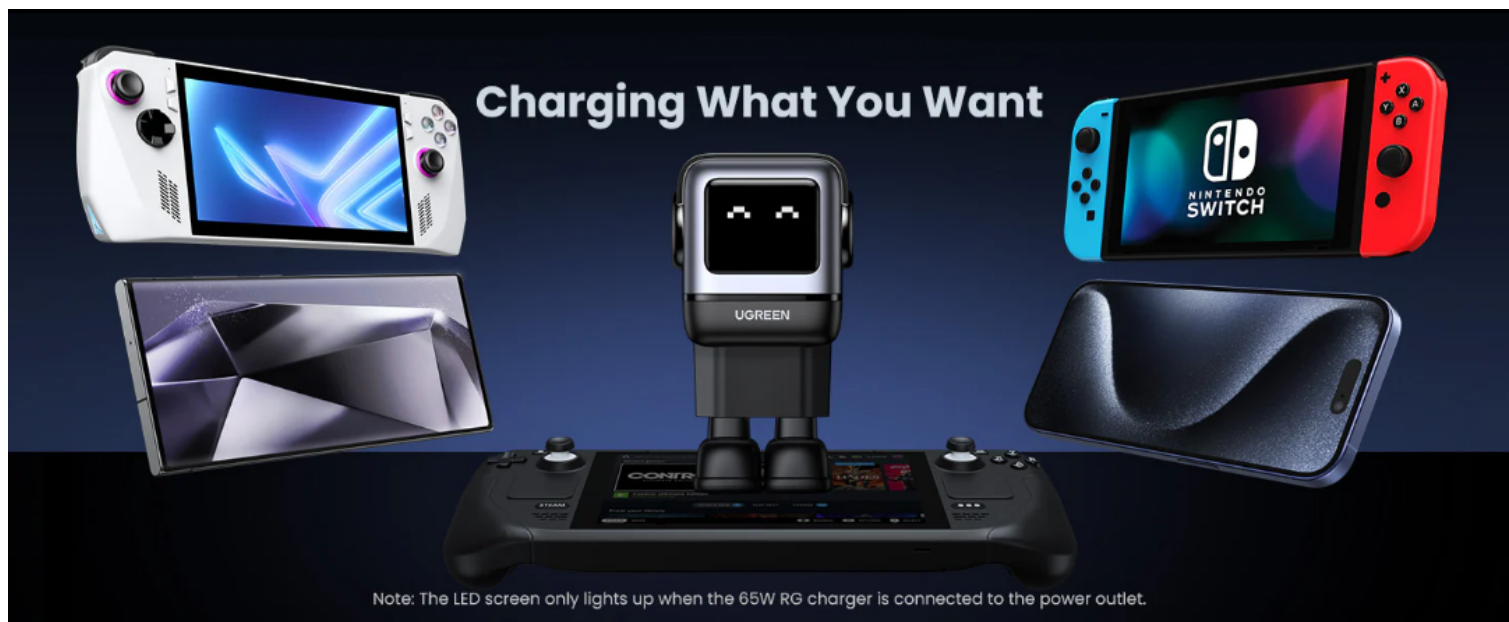 Charging What You Want
NINTENDO
SWITCH
X
Y
A
B
UGREEN
STEAM
Note: The LED screen only lights up when the 65W RG charger is connected to the power outlet.